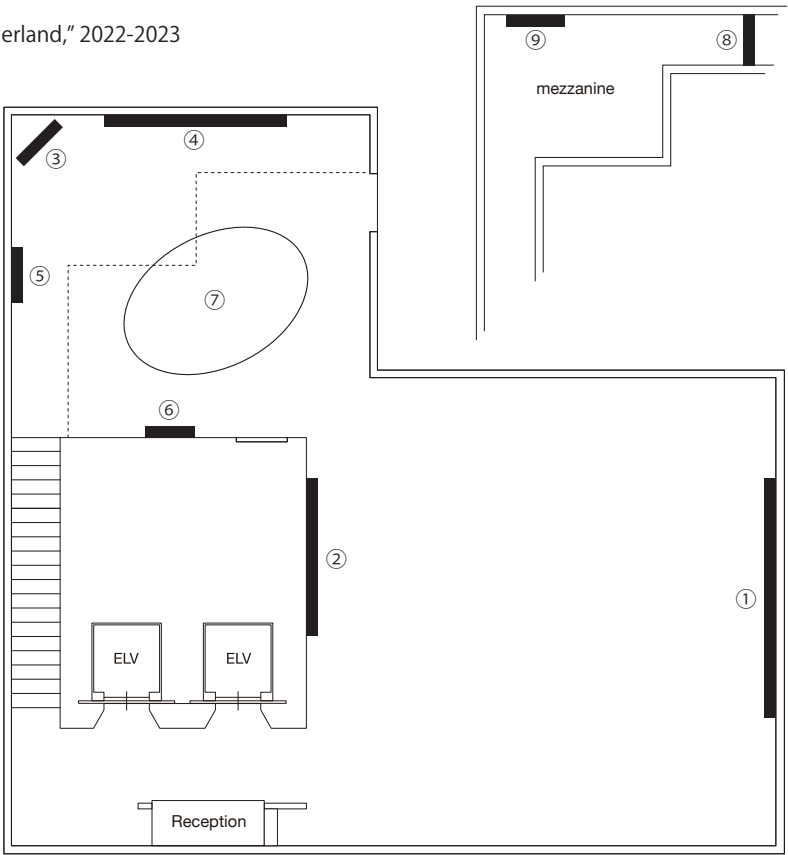 erland,” 2022-2023
⑨
⑧
mezzanine
④
③
⑤
⑦
⑥
②
①
ELV ELV
Reception